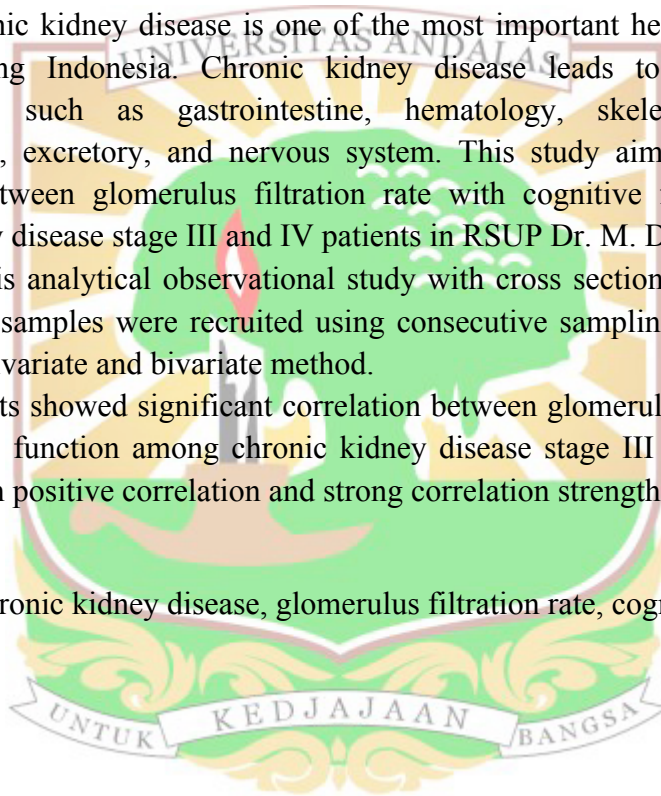 nic kidney disease is one of the most important he
UNIVERSITAS ANDALAS
ng Indonesia. Chronic kidney disease leads to
such as gastrointestine, hematology, skele
, excretory, and nervous system. This study aim
tween glomerulus filtration rate with cognitive
y disease stage III and IV patients in RSUP Dr. M. D
is analytical observational study with cross section
samples were recruited using consecutive samplin
ivariate and bivariate method.
ts showed significant correlation between glomerul
function among chronic kidney disease stage III
n positive correlation and strong correlation strength
ronic kidney disease, glomerulus filtration rate, cogn
UNTUK KEDJAJAAN BANGSA